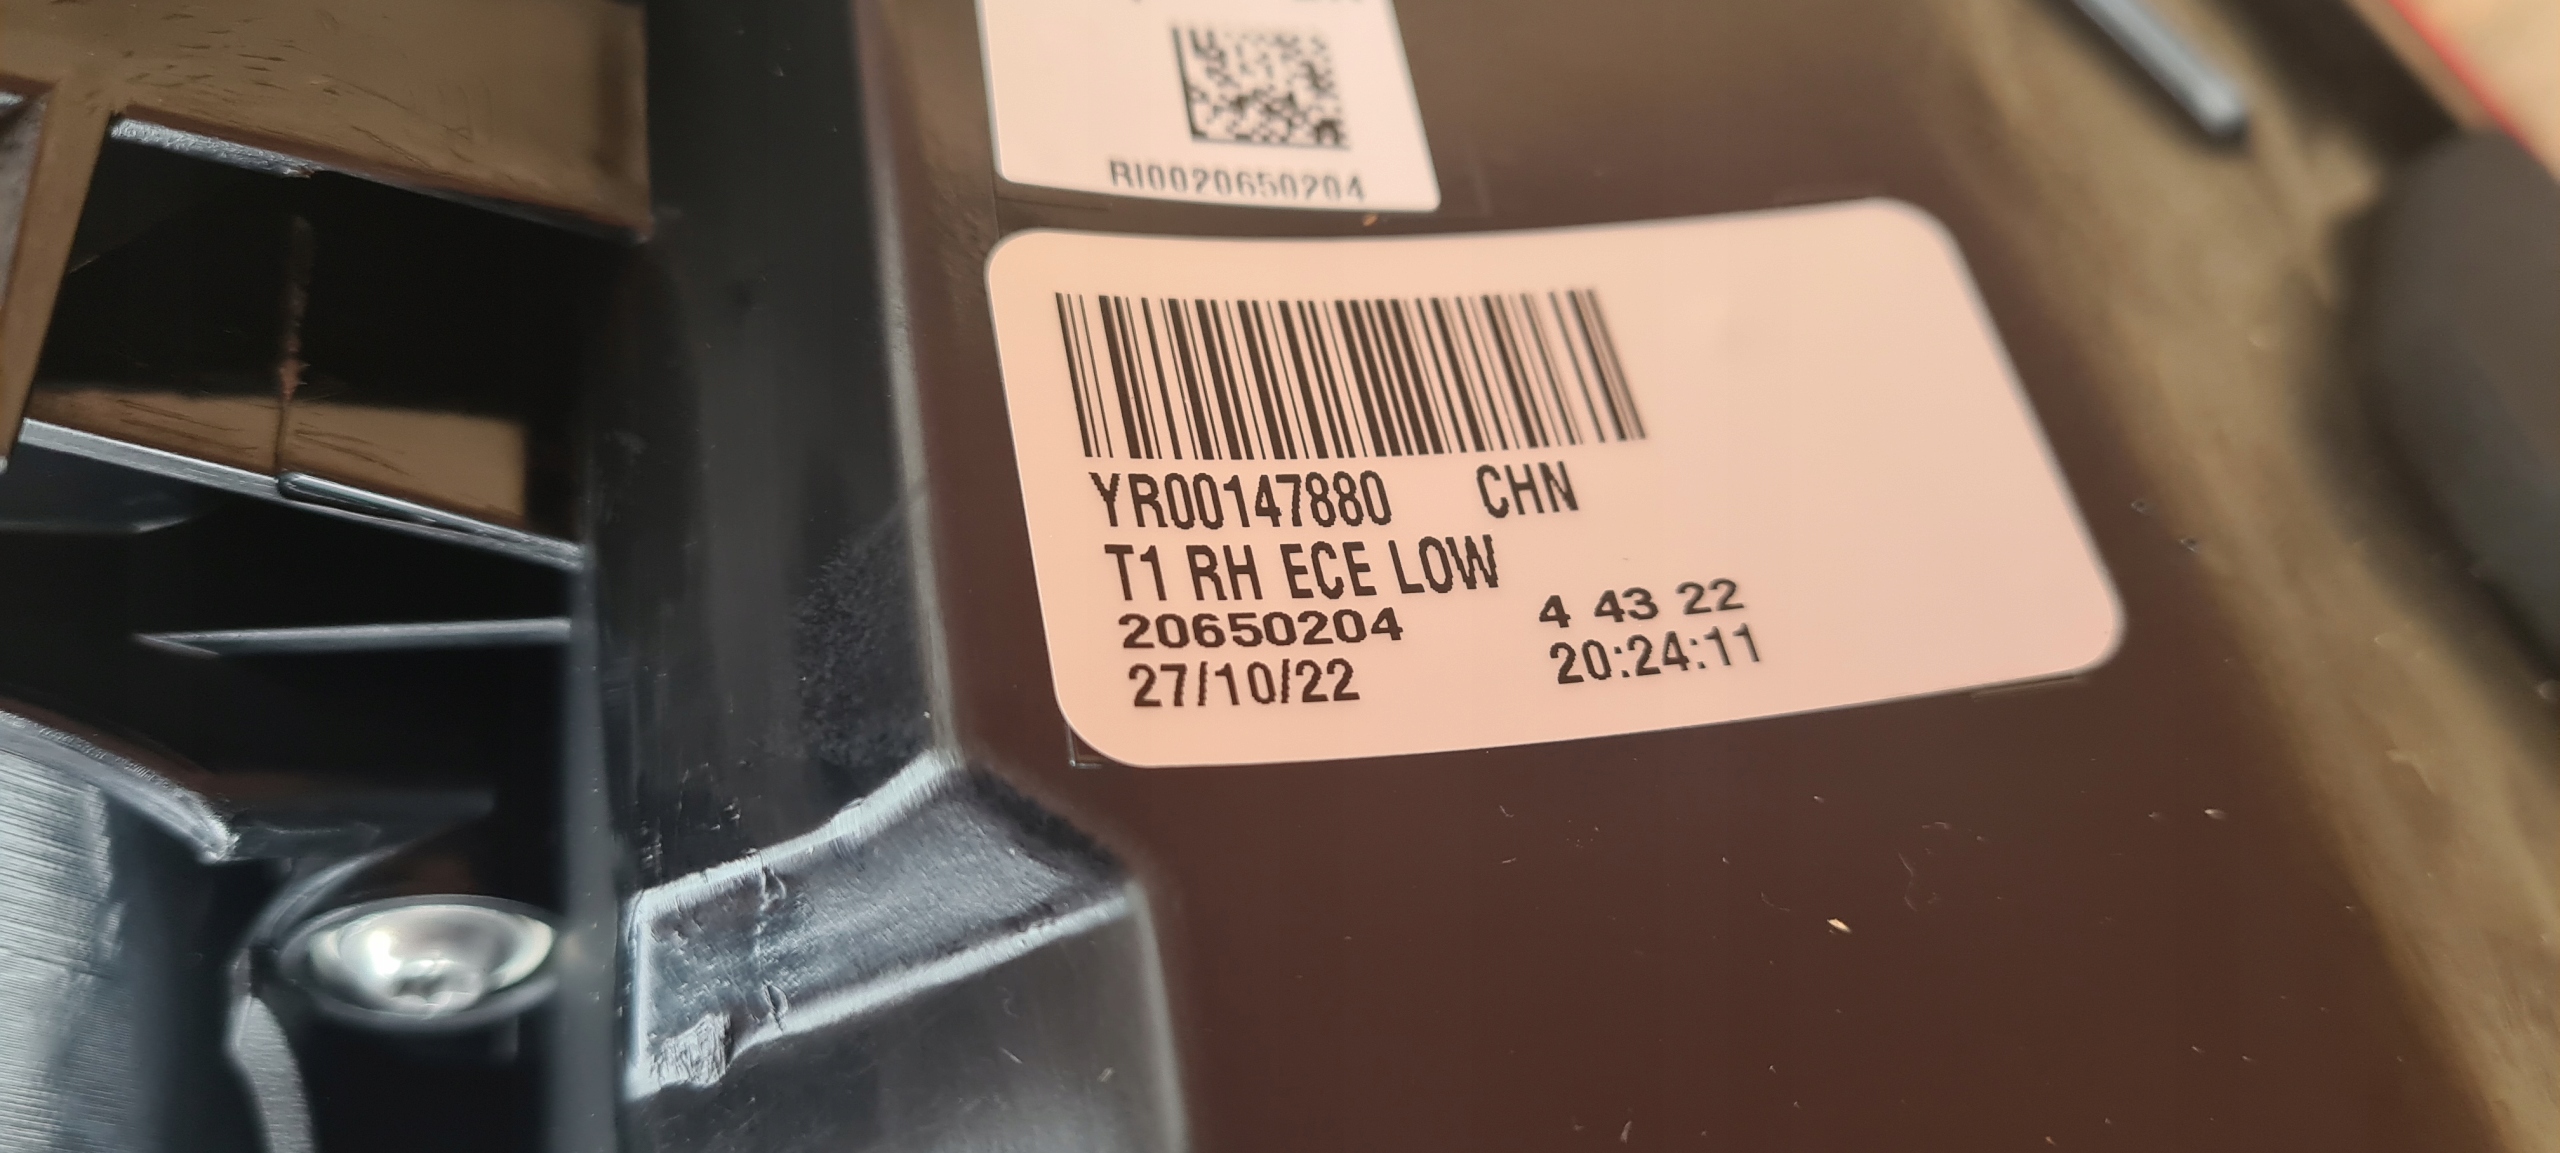 RI0020650204
YR00147880 CHN
T1 RH ECE LOW
20650204 4 43 22
27/10/22 20:24:11